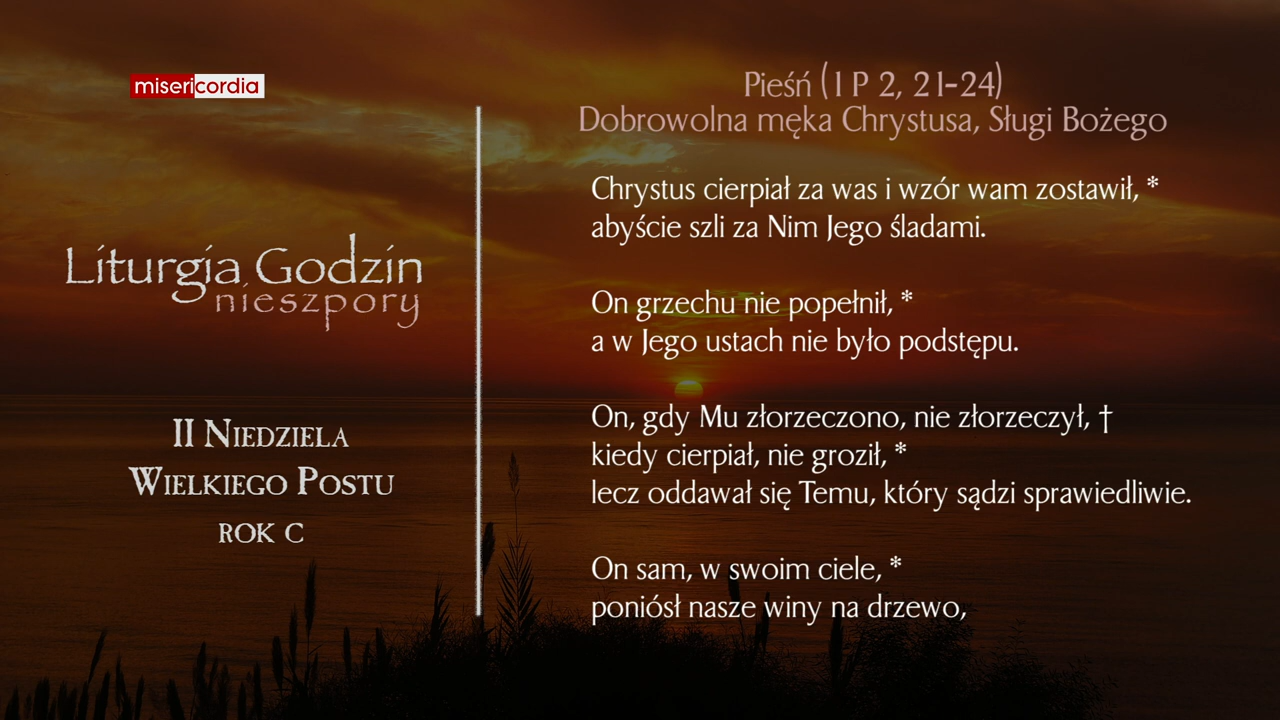 misericordia
Liturgia Godzin
nieszpory
II Niedziela
Wielkiego Postu
rok C
Pieśń (1 P 2, 21-24)
Dobrowolna męka Chrystusa, Sługi Bożego
Chrystus cierpiał za was i wzór wam zostawił, *
abyście szli za Nim Jego śladami.
On grzechu nie popełnił, *
a w Jego ustach nie było podstępu.
On, gdy Mu złorzeczono, nie złorzeczył, †
kiedy cierpiał, nie groził, *
lecz oddawał się Temu, który sądzi sprawiedliwie.
On sam, w swoim ciele, *
poniósł nasze winy na drzewo,